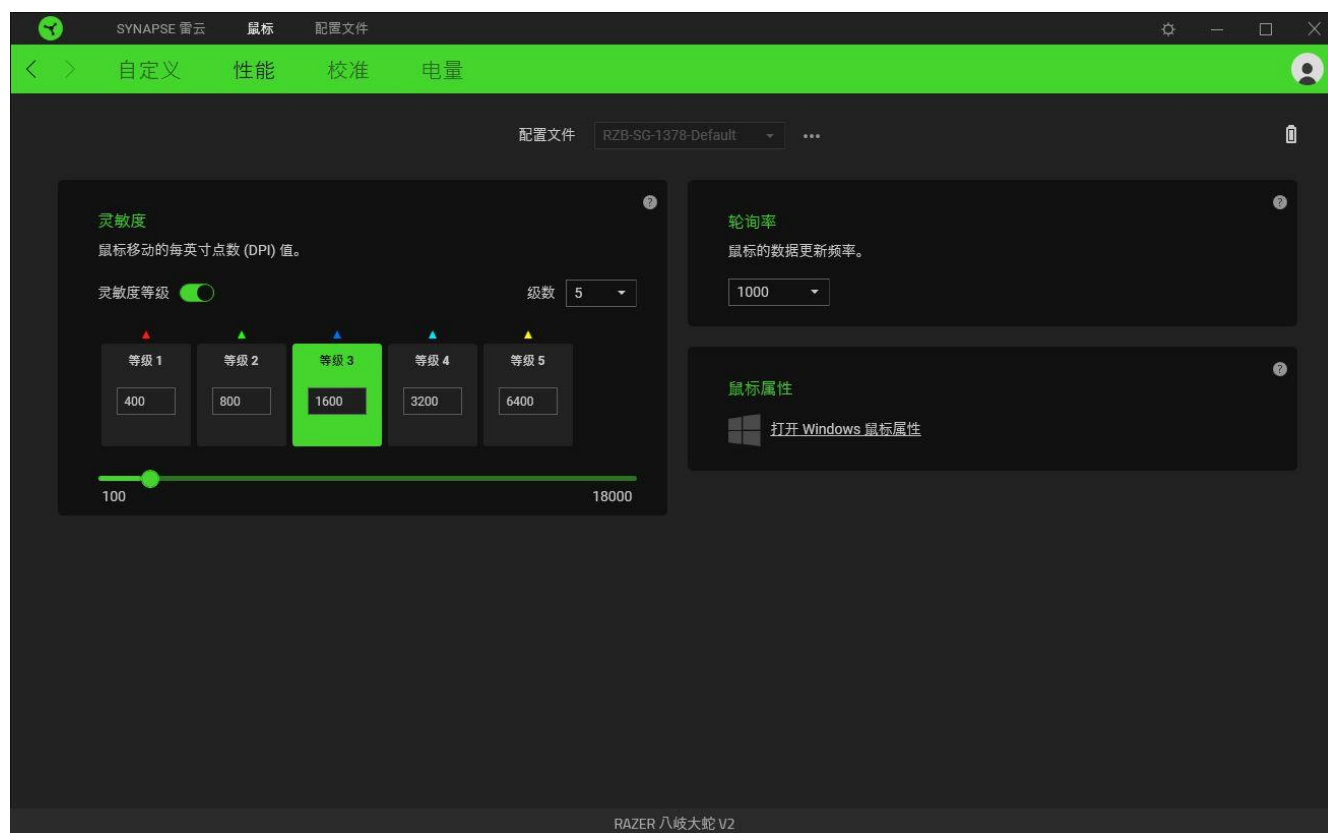 SYNAPSE 雷云 鼠标 配置文件
自定义 性能 校准 电量
配置文件 RZB-SG-1378-Default
灵敏度
鼠标移动的每英寸点数 (DPI) 值。
灵敏度等级 级数 5
等级 1 等级 2 等级 3 等级 4 等级 5
400 800 1600 3200 6400
100 18000
轮询率
鼠标的数据更新频率。
1000
鼠标属性
打开 Windows 鼠标属性
RAZER 八岐大蛇 V2